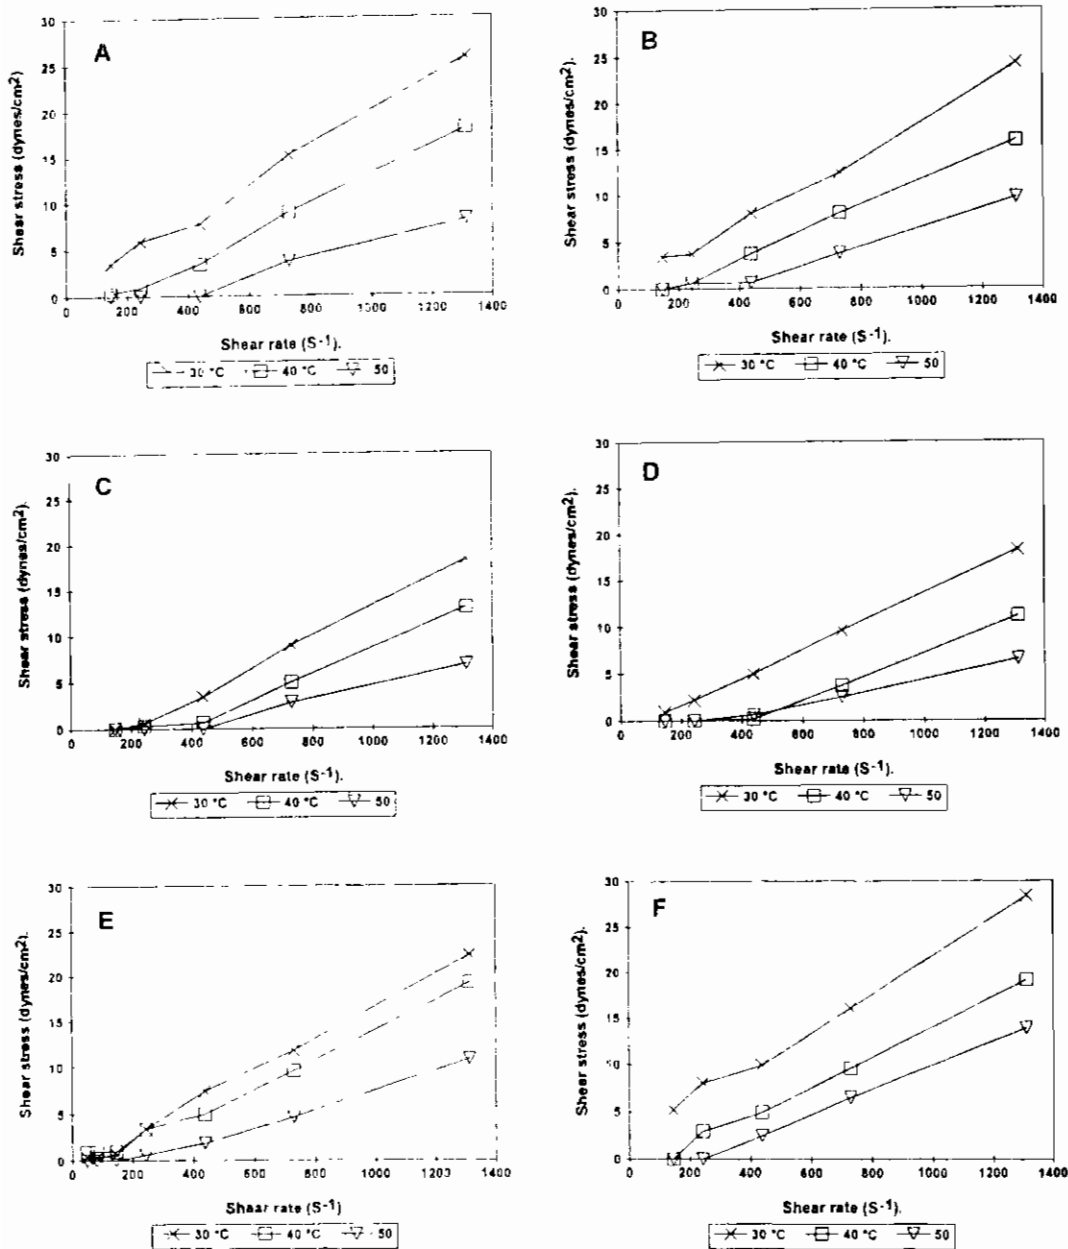 A
Shear stress (dynes/cm2)
30
25
20
15
10
5
0
0 200 400 600 800 1000 1200 1400
Shear rate (S-1).
30 °C 40 °C 50
B
Shear stress (dynes/cm2).
30
25
20
15
10
5
0
0 200 400 600 800 1000 1200 1400
Shear rate (S-1).
30 °C 40 °C 50
C
Shear stress (dynes/cm2).
30
25
20
15
10
5
0
0 200 400 600 800 1000 1200 1400
Shear rate (S-1).
30 °C 40 °C 50
D
Shear stress (dynes/cm2).
30
25
20
15
10
5
0
0 200 400 600 800 1000 1200 1400
Shear rate (S-1).
30 °C 40 °C 50
E
Shear stress (dynes/cm2).
30
25
20
15
10
5
0
0 200 400 600 800 1000 1200 1400
Shear rate (S-1)
30 °C 40 °C 50
F
Shear stress (dynes/cm2).
30
25
20
15
10
5
0
0 200 400 600 800 1000 1200 1400
Shear rate (S-1).
30 °C 40 °C 50